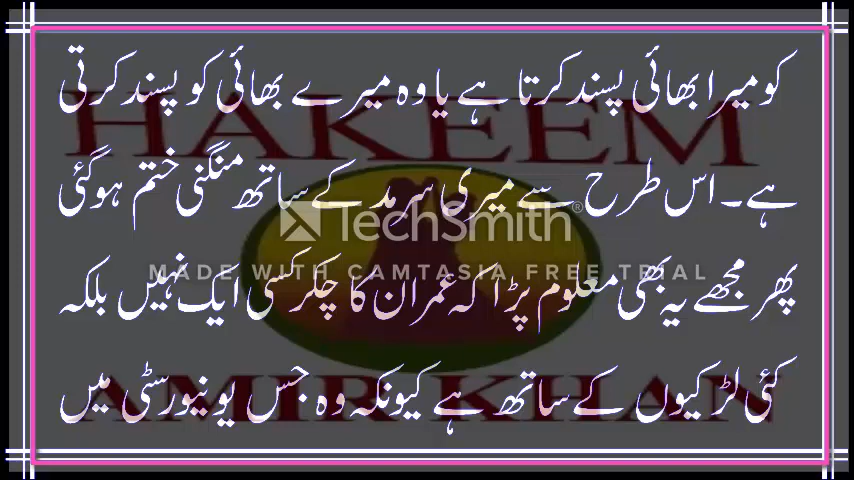 HAKEEM
کو میرا بھائی پسند کرتا ہے یا وہ میرے بھائی کو پسند کرتی
ہے۔ اس طرح سے میری سرمد کے ساتھ منگنی ختم ہوگئی
TechSmith®
MADE WITH CAMTASIA FREE TRIAL
پھر مجھے یہ بھی معلوم پڑا کہ عمران کا چکر کسی ایک نہیں بلکہ
کئی لڑکیوں کے ساتھ ہے کیونکہ وہ جس یونیورسٹی میں
AMIR KHAN